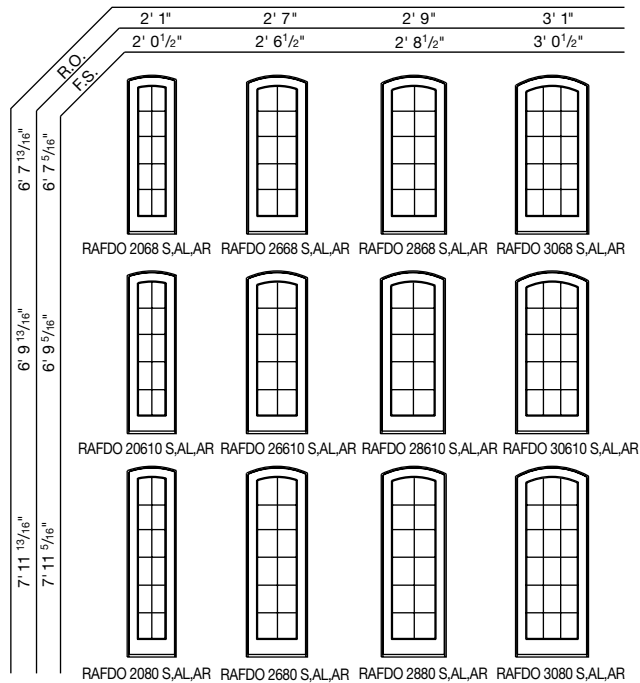 2' 1" 2' 7" 2' 9" 3' 1"
2' 0 1/2" 2' 6 1/2" 2' 8 1/2" 3' 0 1/2"
R.O.
F.S.
6' 7 13/16" 6' 7 5/16"
RAFDO 2068 S,AL,AR RAFDO 2668 S,AL,AR RAFDO 2868 S,AL,AR RAFDO 3068 S,AL,AR
6' 9 13/16" 6' 9 5/16"
RAFDO 20610 S,AL,AR RAFDO 26610 S,AL,AR RAFDO 28610 S,AL,AR RAFDO 30610 S,AL,AR
7' 11 13/16" 7' 11 5/16"
RAFDO 2080 S,AL,AR RAFDO 2680 S,AL,AR RAFDO 2880 S,AL,AR RAFDO 3080 S,AL,AR